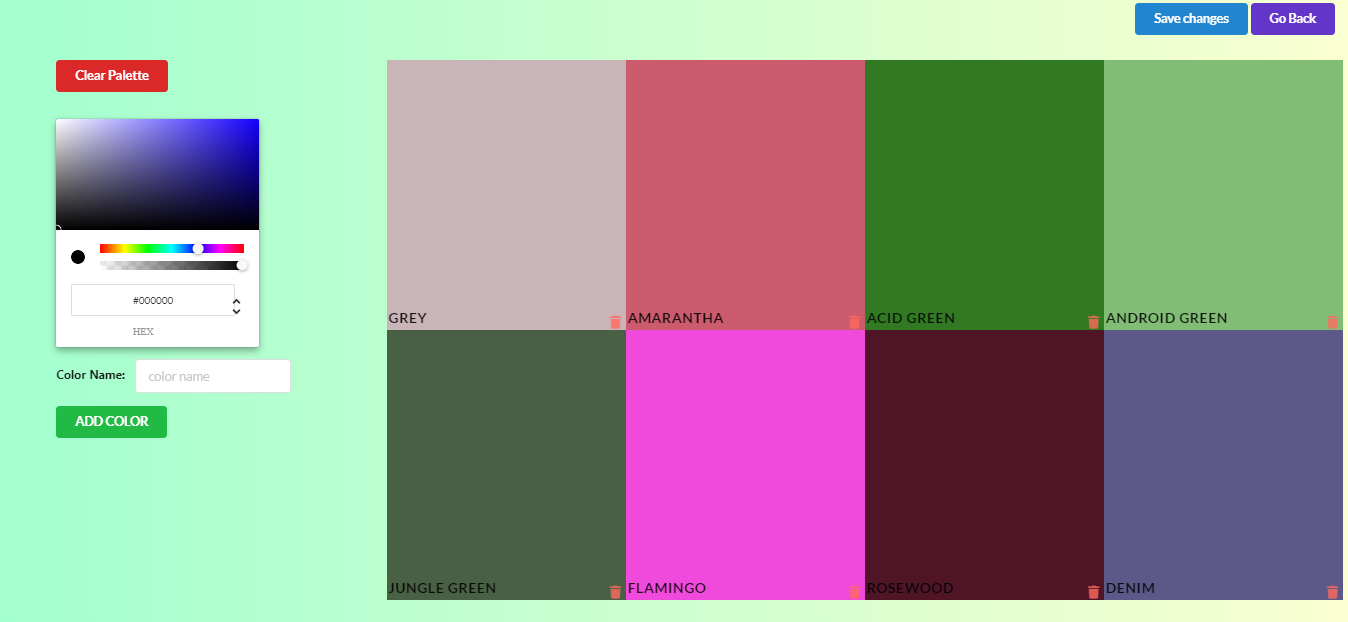 Save changes
Go Back
Clear Palette
#000000
HEX
Color Name:
color name
ADD COLOR
GREY
AMARANTHA
ACID GREEN
ANDROID GREEN
JUNGLE GREEN
FLAMINGO
ROSEWOOD
DENIM